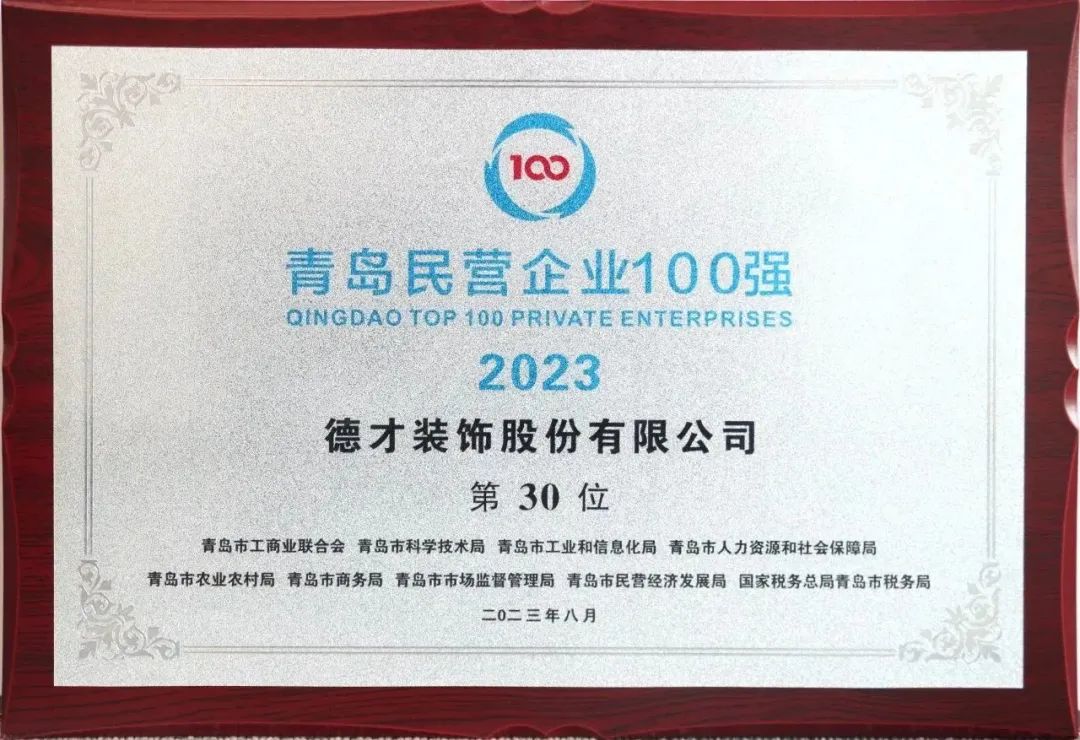 100
青岛民营企业100强
QINGDAO TOP 100 PRIVATE ENTERPRISES
2023
德才装饰股份有限公司
第 30 位
青岛市工商业联合会 青岛市科学技术局 青岛市工业和信息化局 青岛市人力资源和社会保障局
青岛市农业农村局 青岛市商务局 青岛市市场监督管理局 青岛市民营经济发展局 国家税务总局青岛市税务局
二0二三年八月